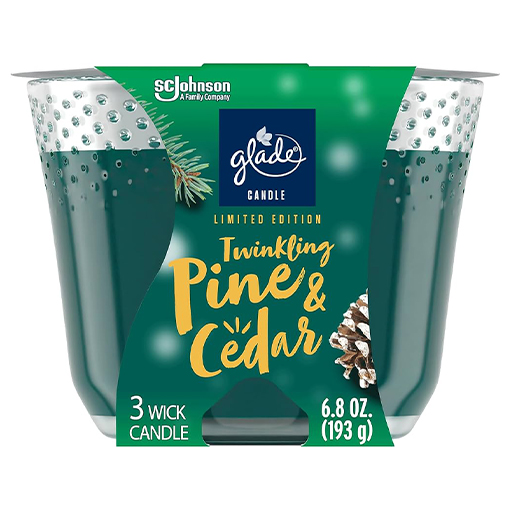 SC Johnson
A Family Company
glade®
CANDLE
LIMITED EDITION
Twinkling
Pine &
Cedar
3 WICK
CANDLE
6.8 OZ.
(193 g)